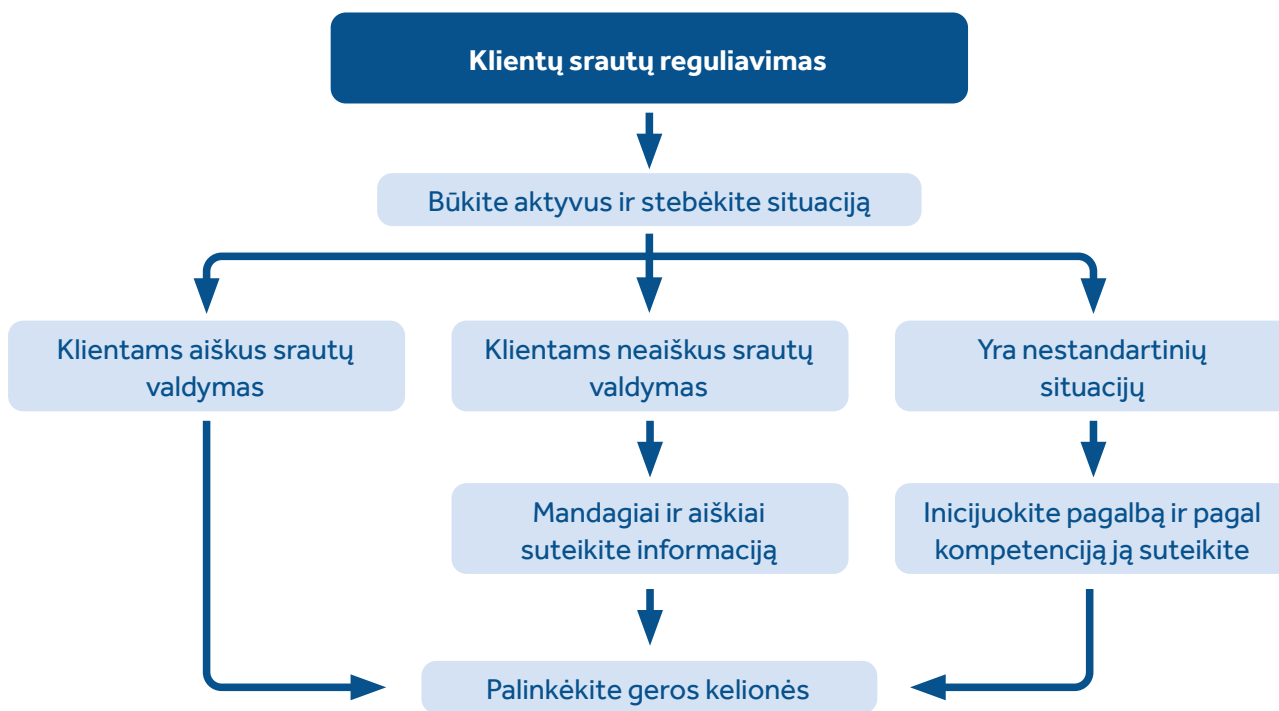 Klientų srautų reguliavimas
Būkite aktyvus ir stebėkite situaciją
Klientams aiškus srautų
valdymas
Klientams neaiškus srautų
valdymas
Yra nestandartinių
situacijų
Mandagiai ir aiškiai
suteikite informaciją
Inicijuokite pagalbą ir pagal
kompetenciją ją suteikite
Palinkėkite geros kelionės